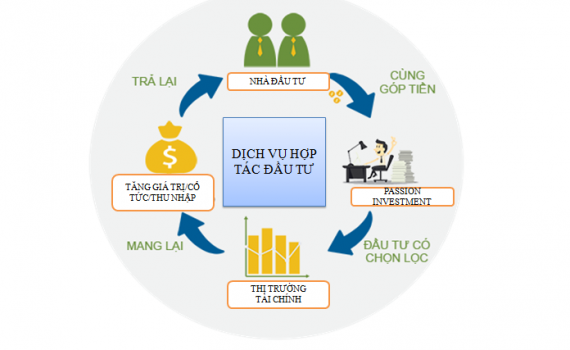 NHÀ ĐẦU TƯ
CÙNG
GÓP TIỀN
PASSION
INVESTMENT
ĐẦU TƯ CÓ
CHỌN LỌC
THỊ TRƯỜNG
TÀI CHÍNH
MANG LẠI
TĂNG GIÁ TRỊ/CỔ
TỨC/THU NHẬP
TRẢ LẠI
DỊCH VỤ HỢP
TÁC ĐẦU TƯ
$